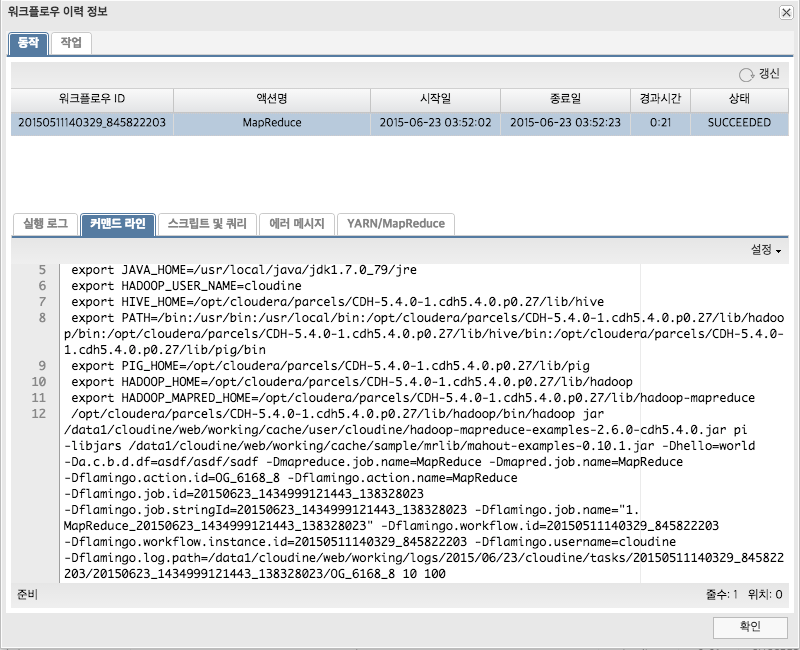 워크플로우 이력 정보
동작 작업
갱신
워크플로우 ID 액션명 시작일 종료일 경과시간 상태
20150511140329_845822203 MapReduce 2015-06-23 03:52:02 2015-06-23 03:52:23 0:21 SUCCEEDED
실행 로그 커맨드 라인 스크립트 및 쿼리 에러 메시지 YARN/MapReduce
설정
5 export JAVA_HOME=/usr/local/java/jdk1.7.0_79/jre
6 export HADOOP_USER_NAME=cloudine
7 export HIVE_HOME=/opt/cloudera/parcels/CDH-5.4.0-1.cdh5.4.0.p0.27/lib/hive
8 export PATH=/bin:/usr/bin:/usr/local/bin:/opt/cloudera/parcels/CDH-5.4.0-1.cdh5.4.0.p0.27/lib/hadoo
p/bin:/opt/cloudera/parcels/CDH-5.4.0-1.cdh5.4.0.p0.27/lib/hive/bin:/opt/cloudera/parcels/CDH-5.4.0-
1.cdh5.4.0.p0.27/lib/pig/bin
9 export PIG_HOME=/opt/cloudera/parcels/CDH-5.4.0-1.cdh5.4.0.p0.27/lib/pig
10 export HADOOP_HOME=/opt/cloudera/parcels/CDH-5.4.0-1.cdh5.4.0.p0.27/lib/hadoop
11 export HADOOP_MAPRED_HOME=/opt/cloudera/parcels/CDH-5.4.0-1.cdh5.4.0.p0.27/lib/hadoop-mapreduce
12 /opt/cloudera/parcels/CDH-5.4.0-1.cdh5.4.0.p0.27/lib/hadoop/bin/hadoop jar
/data1/cloudine/web/working/cache/user/cloudine/hadoop-mapreduce-examples-2.6.0-cdh5.4.0.jar pi
-libjars /data1/cloudine/web/working/cache/sample/mrlib/mahout-examples-0.10.1.jar -Dhello=world
-Da.c.b.d.df=asdf/asdf/sadf -Dmapreduce.job.name=MapReduce -Dmapred.job.name=MapReduce
-Dflamingo.action.id=OG_6168_8 -Dflamingo.action.name=MapReduce
-Dflamingo.job.id=20150623_1434999121443_138328023
-Dflamingo.job.stringId=20150623_1434999121443_138328023 -Dflamingo.job.name="1.
MapReduce_20150623_1434999121443_138328023" -Dflamingo.workflow.id=20150511140329_845822203
-Dflamingo.workflow.instance.id=20150511140329_845822203 -Dflamingo.username=cloudine
-Dflamingo.log.path=/data1/cloudine/web/working/logs/2015/06/23/cloudine/tasks/20150511140329_845822
203/20150623_1434999121443_138328023/OG_6168_8 10 100
준비 줄수: 1 위치: 0
확인